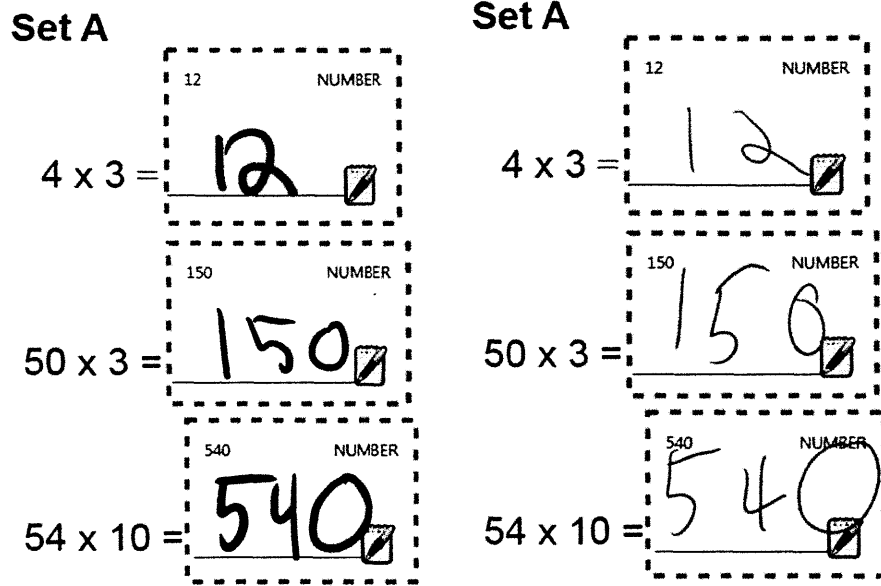 Set A
12 NUMBER
4 x 3 = 12
150 NUMBER
50 x 3 = 150
540 NUMBER
54 x 10 = 540
Set A
12 NUMBER
4 x 3 = 12
150 NUMBER
50 x 3 = 150
540 NUMBER
54 x 10 = 540